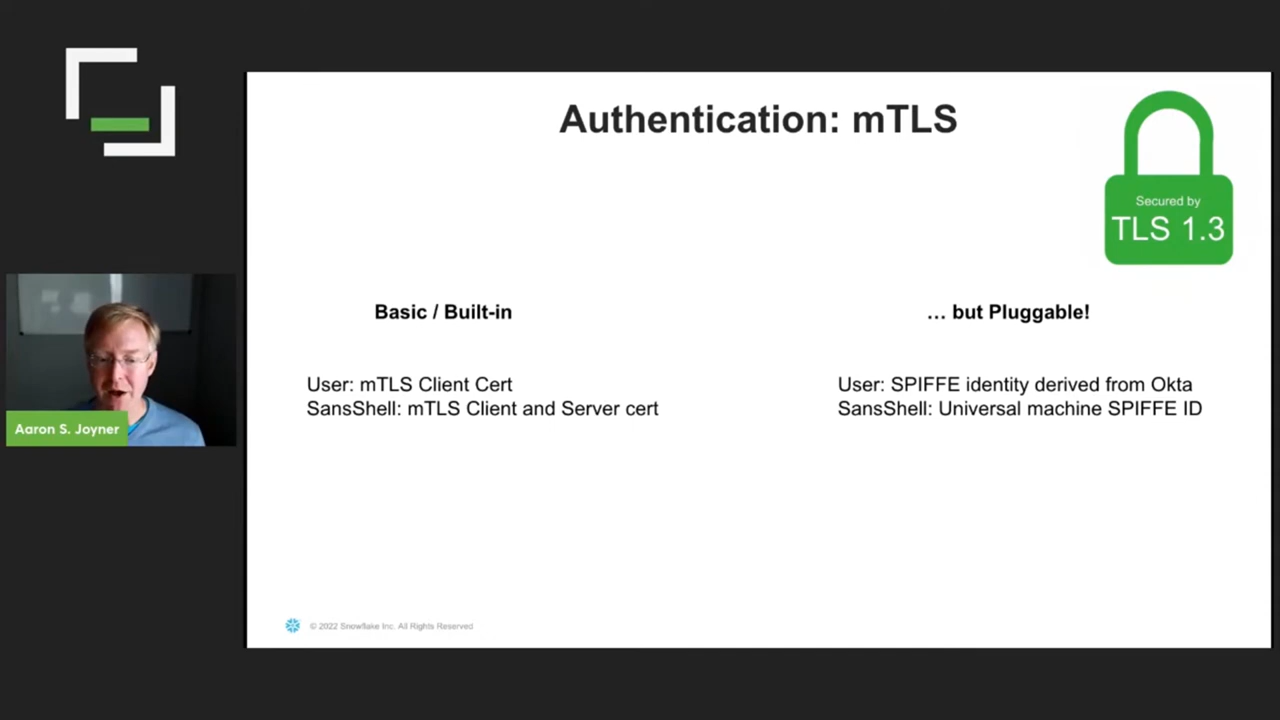 Authentication: mTLS
Secured by
TLS 1.3
Basic / Built-in
… but Pluggable!
User: mTLS Client Cert
SansShell: mTLS Client and Server cert
User: SPIFFE identity derived from Okta
SansShell: Universal machine SPIFFE ID
Aaron S. Joyner
© 2022 Snowflake Inc. All Rights Reserved